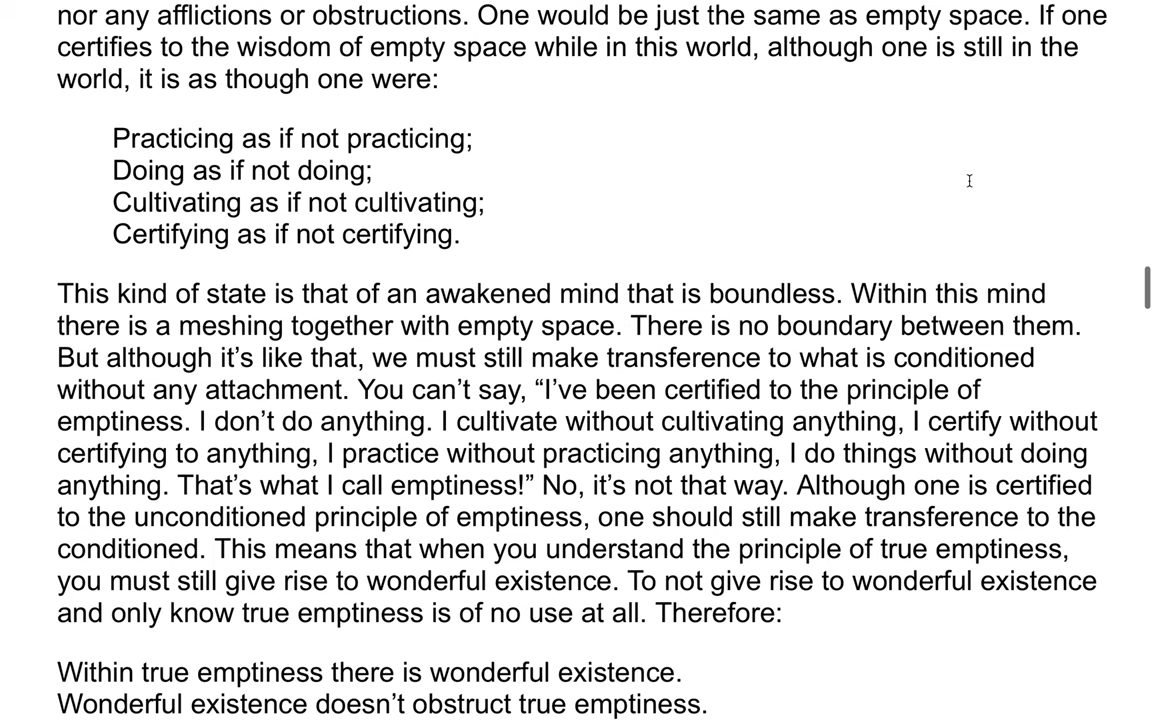 nor any afflictions or obstructions. One would be just the same as empty space. If one
certifies to the wisdom of empty space while in this world, although one is still in the
world, it is as though one were:
Practicing as if not practicing;
Doing as if not doing;
Cultivating as if not cultivating;
Certifying as if not certifying.
This kind of state is that of an awakened mind that is boundless. Within this mind
there is a meshing together with empty space. There is no boundary between them.
But although it’s like that, we must still make transference to what is conditioned
without any attachment. You can’t say, “I’ve been certified to the principle of
emptiness. I don’t do anything. I cultivate without cultivating anything, I certify without
certifying to anything, I practice without practicing anything, I do things without doing
anything. That’s what I call emptiness!” No, it’s not that way. Although one is certified
to the unconditioned principle of emptiness, one should still make transference to the
conditioned. This means that when you understand the principle of true emptiness,
you must still give rise to wonderful existence. To not give rise to wonderful existence
and only know true emptiness is of no use at all. Therefore:
Within true emptiness there is wonderful existence.
Wonderful existence doesn’t obstruct true emptiness.